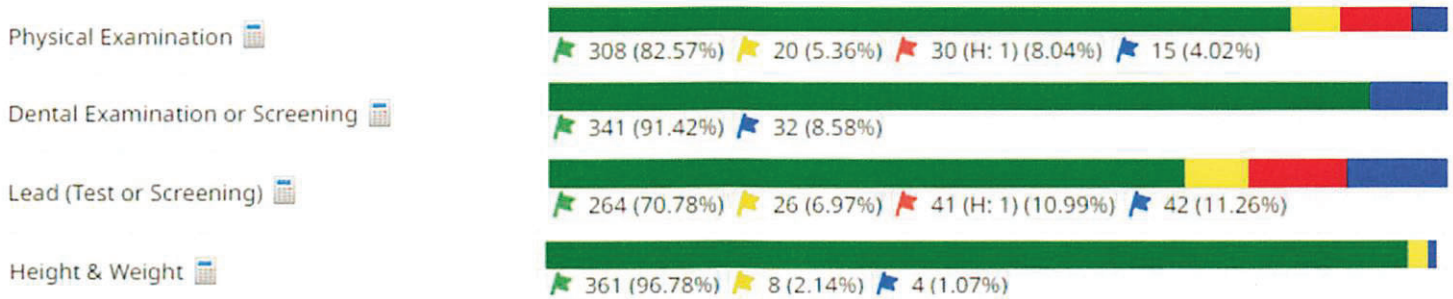 Physical Examination
308 (82.57%) 20 (5.36%) 30 (H: 1) (8.04%) 15 (4.02%)
Dental Examination or Screening
341 (91.42%) 32 (8.58%)
Lead (Test or Screening)
264 (70.78%) 26 (6.97%) 41 (H: 1) (10.99%) 42 (11.26%)
Height & Weight
361 (96.78%) 8 (2.14%) 4 (1.07%)